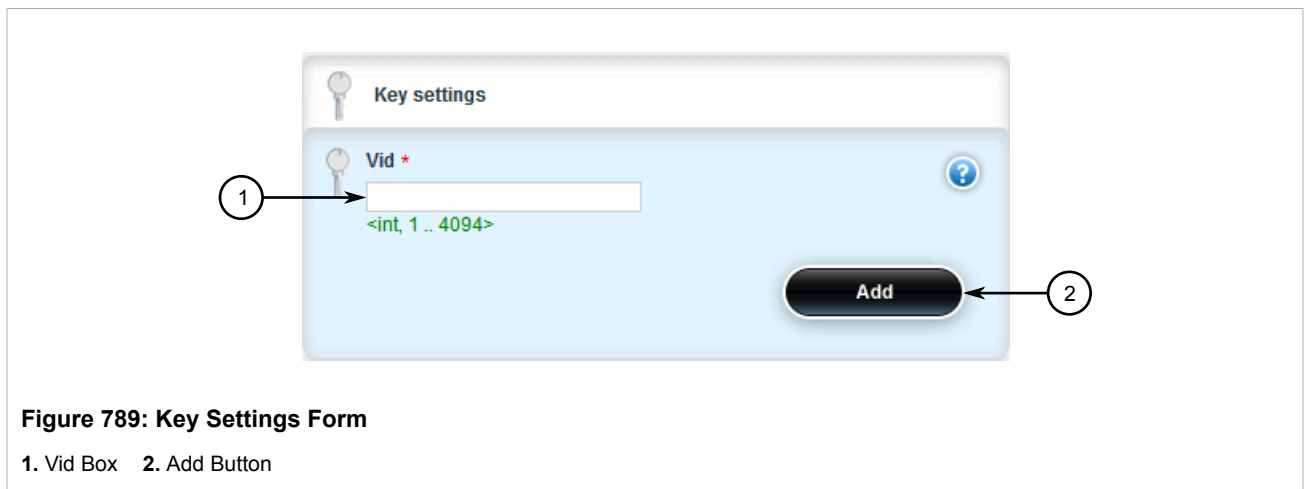 Key settings
Vid *
?
1
<int, 1 .. 4094>
Add
2
Figure 789: Key Settings Form
1. Vid Box 2. Add Button